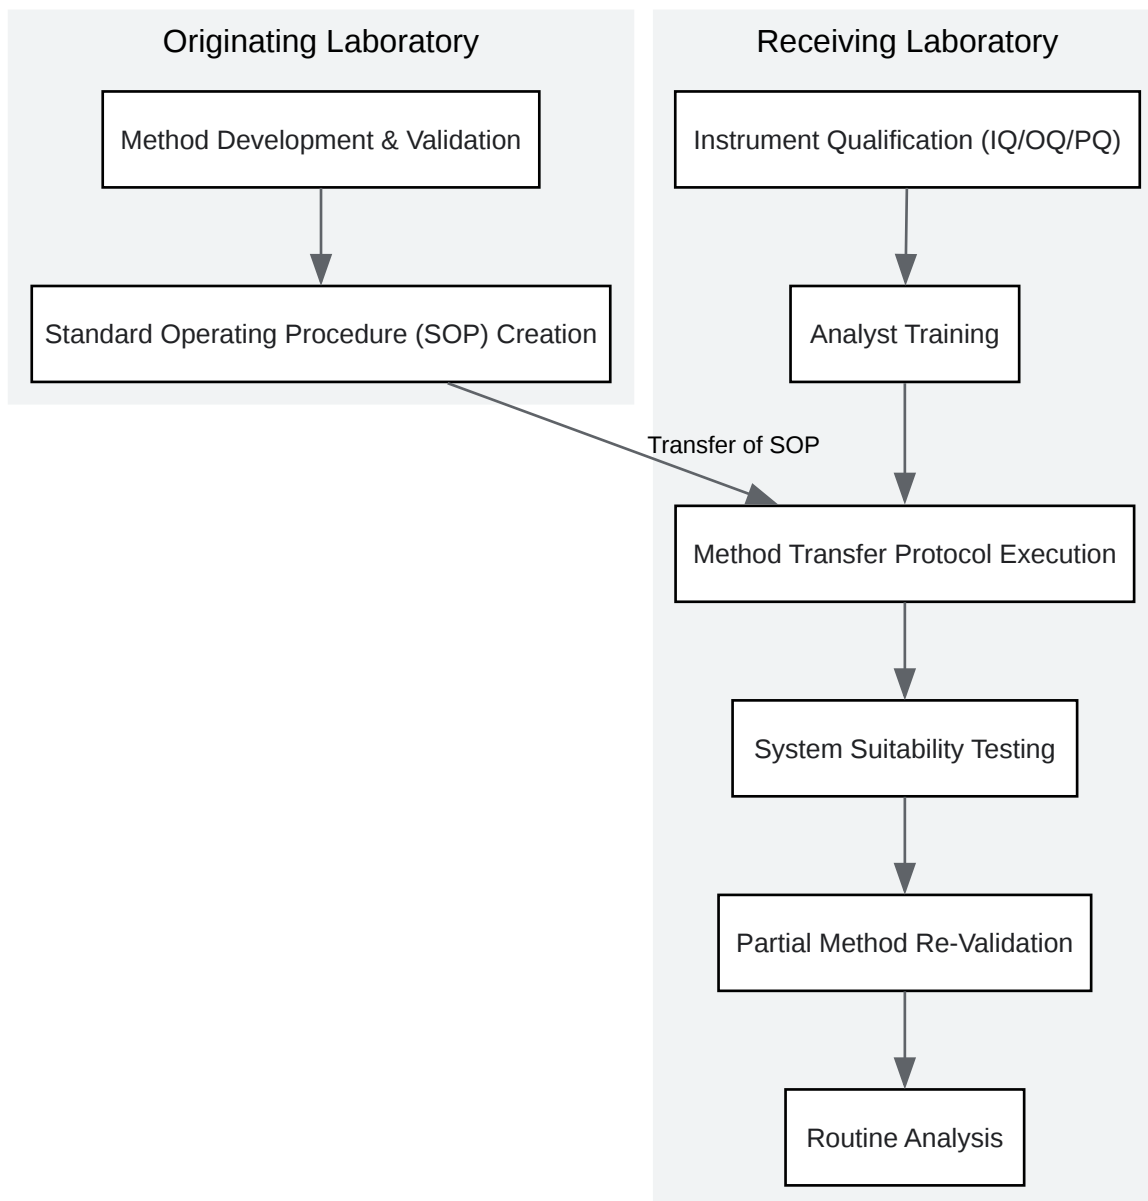 Originating Laboratory
Method Development & Validation
Standard Operating Procedure (SOP) Creation
Transfer of SOP
Receiving Laboratory
Instrument Qualification (IQ/OQ/PQ)
Analyst Training
Method Transfer Protocol Execution
System Suitability Testing
Partial Method Re-Validation
Routine Analysis